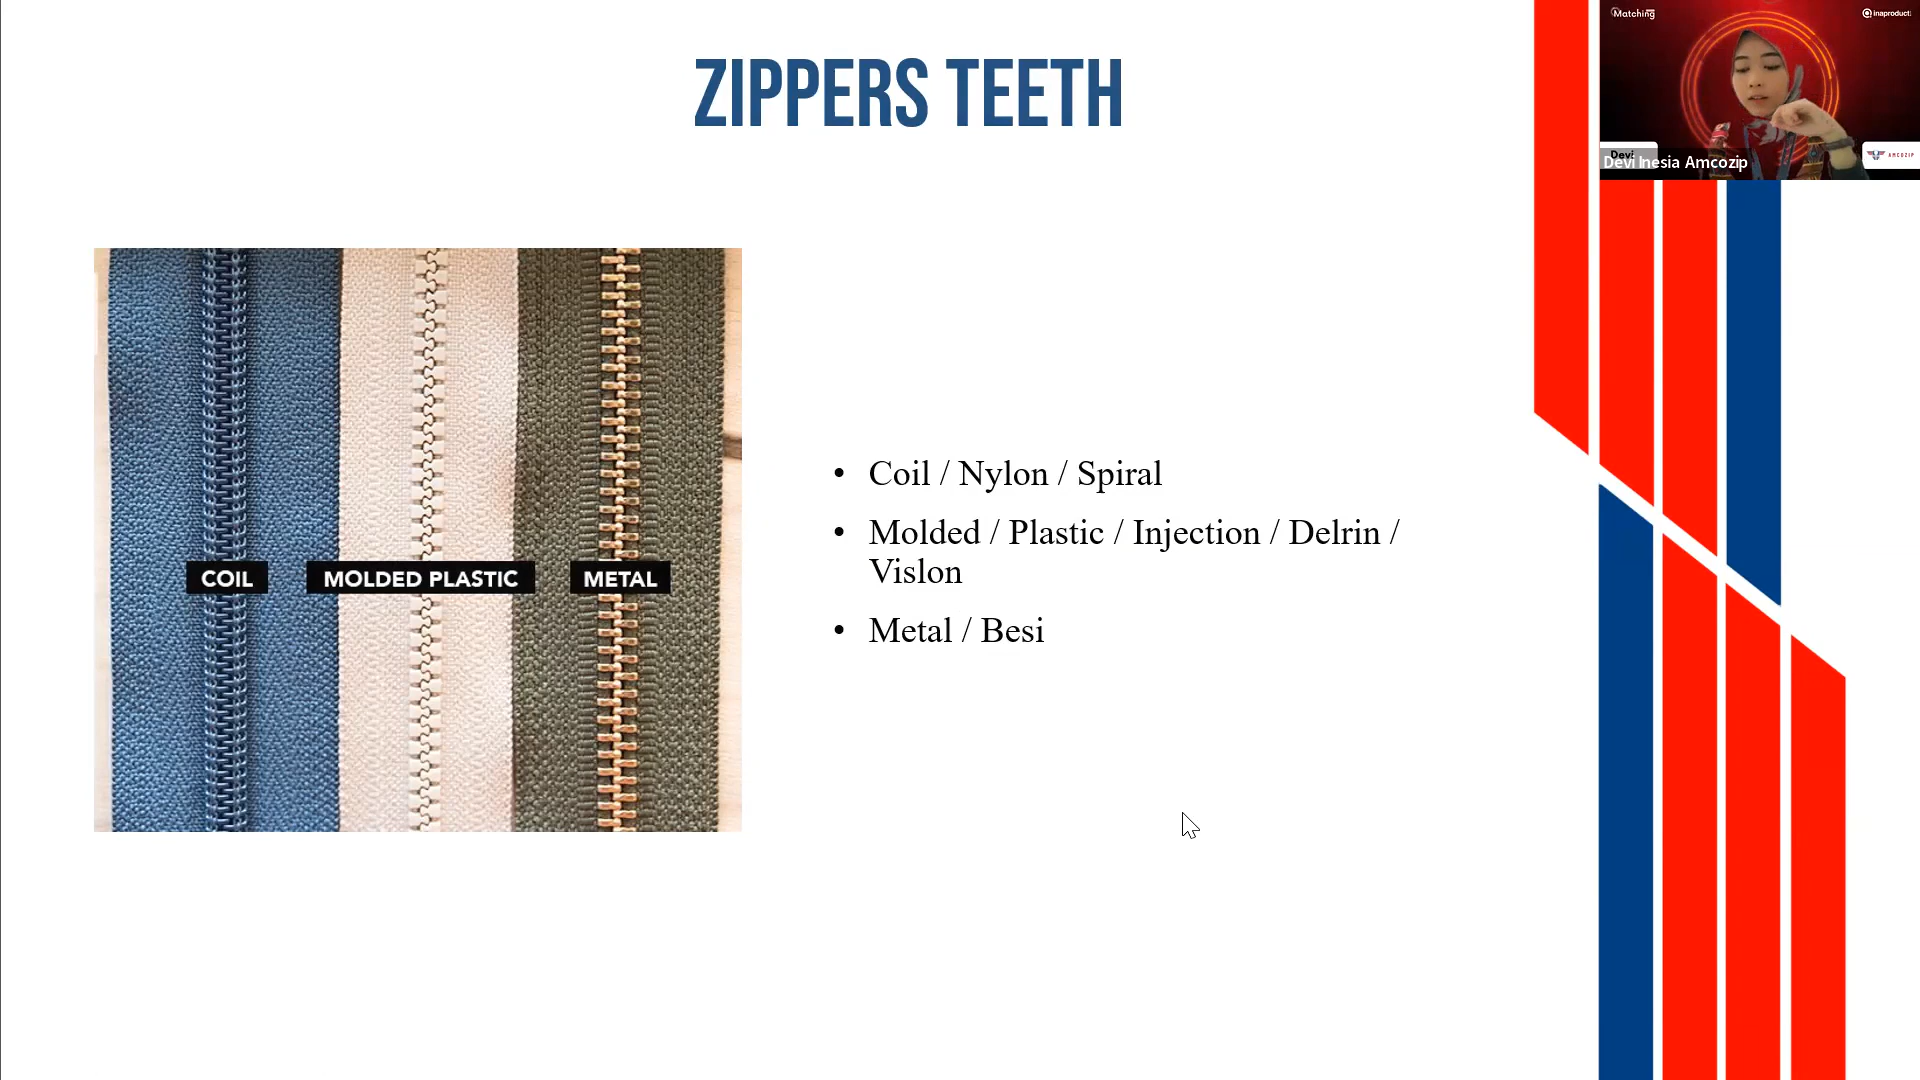 ZIPPERS TEETH
Matching
inaproduct
Devi
Devi Inesia Amcozip
AMCOZIP
COIL
MOLDED PLASTIC
METAL
• Coil / Nylon / Spiral
• Molded / Plastic / Injection / Delrin /
Vislon
• Metal / Besi